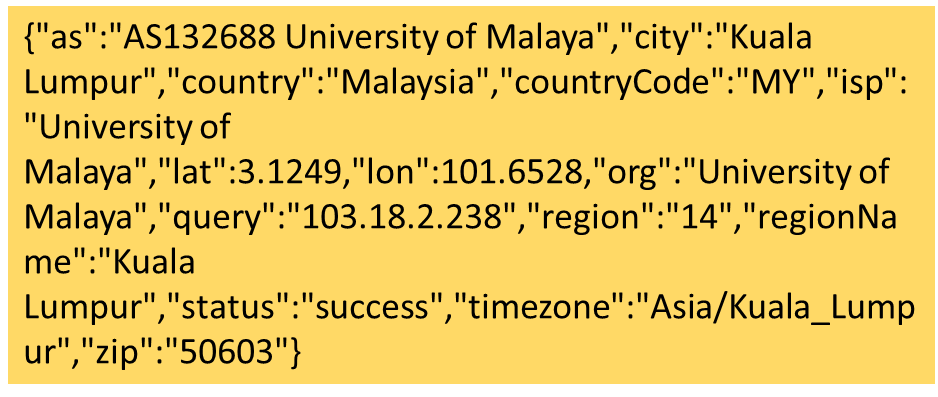 {"as":"AS132688 University of Malaya","city":"Kuala
Lumpur","country":"Malaysia","countryCode":"MY","isp":
"University of
Malaya","lat":3.1249,"lon":101.6528,"org":"University of
Malaya","query":"103.18.2.238","region":"14","regionNa
me":"Kuala
Lumpur","status":"success","timezone":"Asia/Kuala_Lump
ur","zip":"50603"}